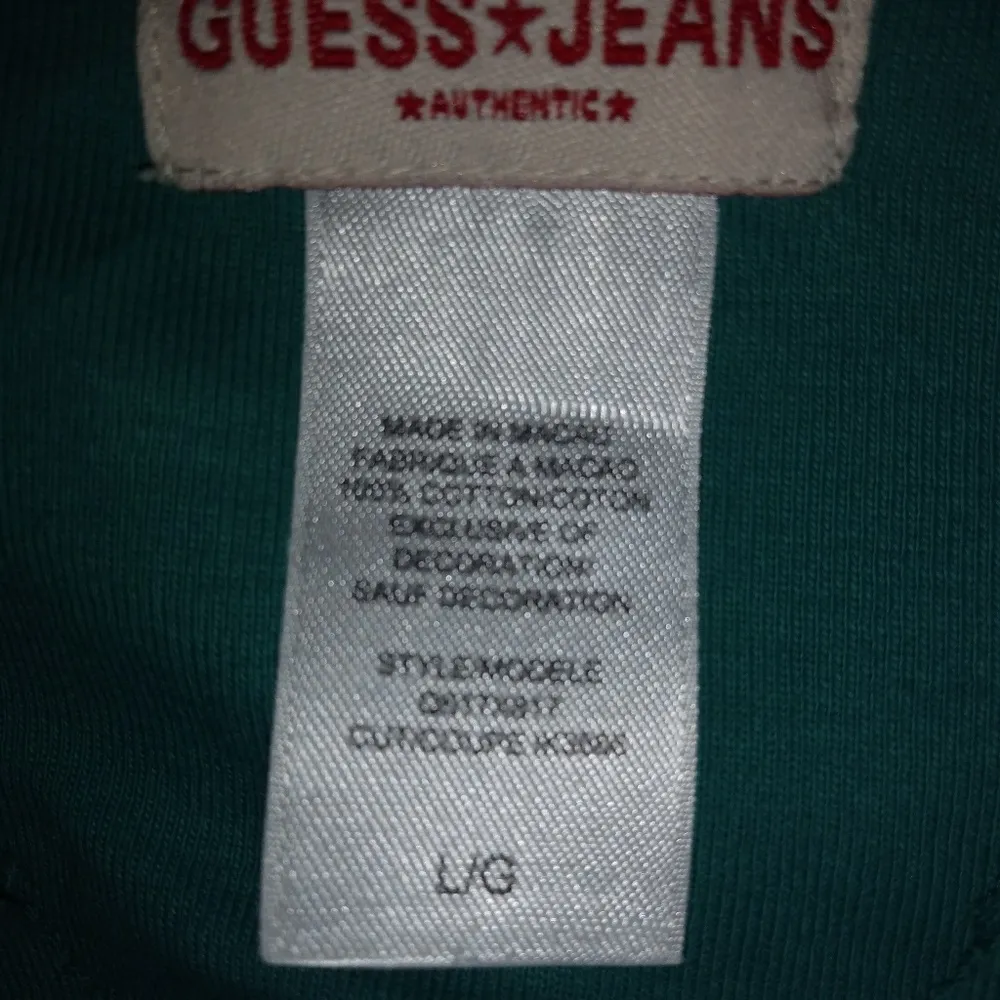 GUESS★JEANS
★AUTHENTIC★
MADE IN MACAO
FABRIQUE A MACAO
100% COTTON/COTON
EXCLUSIVE OF
DECORATION/
SAUF DECORATION
STYLE/MODELE
CUT/COUPE
L/G